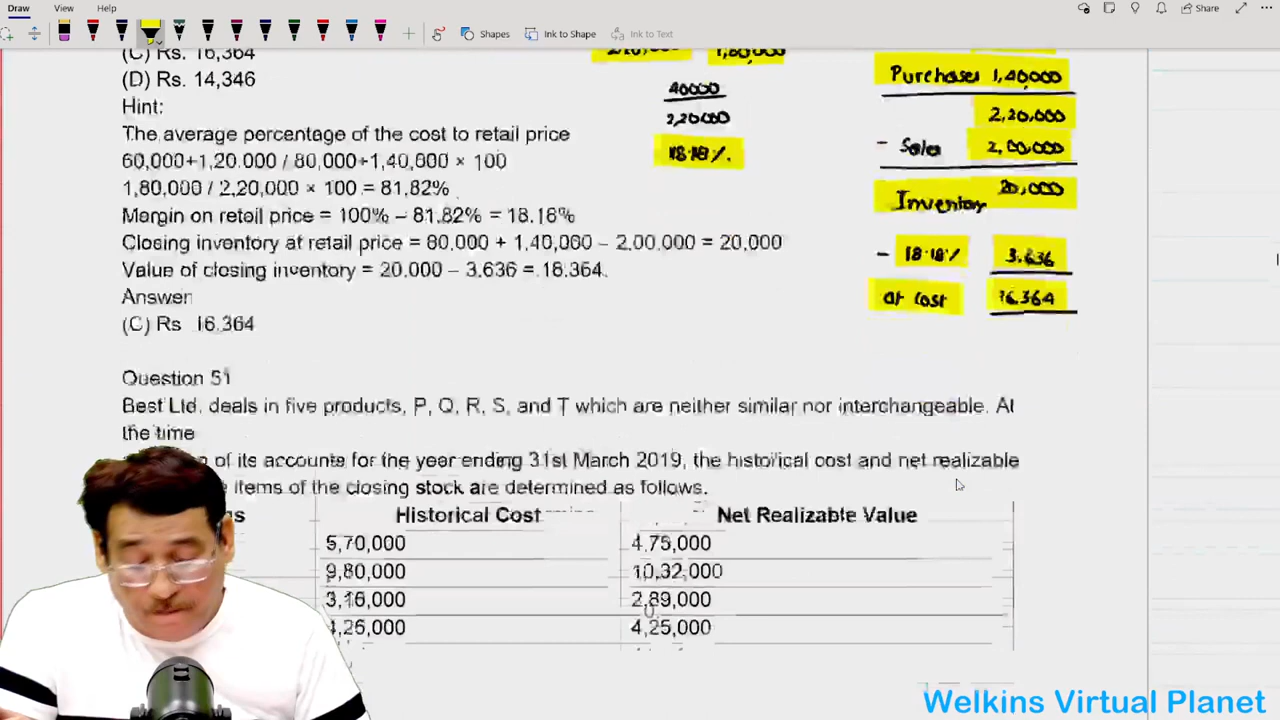 Draw View Help
Share
Shapes Ink to Shape Ink to Text
(C) Rs. 16,364
(D) Rs. 14,346
Hint:
The average percentage of the cost to retail price
60,000+1,20.000 / 80,000+1,40,000 × 100
1,80,000 / 2,20,000 × 100 = 81,82%
Margin on retail price = 100% – 81,82% = 18.18%
Closing inventory at retail price = 80,000 + 1,40,000 – 2,00,000 = 20,000
Value of closing inventory = 20.000 – 3,636 = 18.364.
Answer
(C) Rs 16.364
40000
2,20,000
18.18%.
Purchases 1,40,000
2,20,000
- Sales 2,00,000
Inventory 20,000
- 18.18% 3,636
at cost 16,364
Question 51
Best Ltd. deals in five products, P, Q, R, S, and T which are neither similar nor interchangeable. At
the time
of its accounts for the year ending 31st March 2019, the historical cost and net realizable
items of the closing stock are determined as follows.
Historical Cost Net Realizable Value
5,70,000 4,75,000
9,80,000 10,32,000
3,16,000 2,89,000
4,25,000 4,25,000
Welkins Virtual Planet